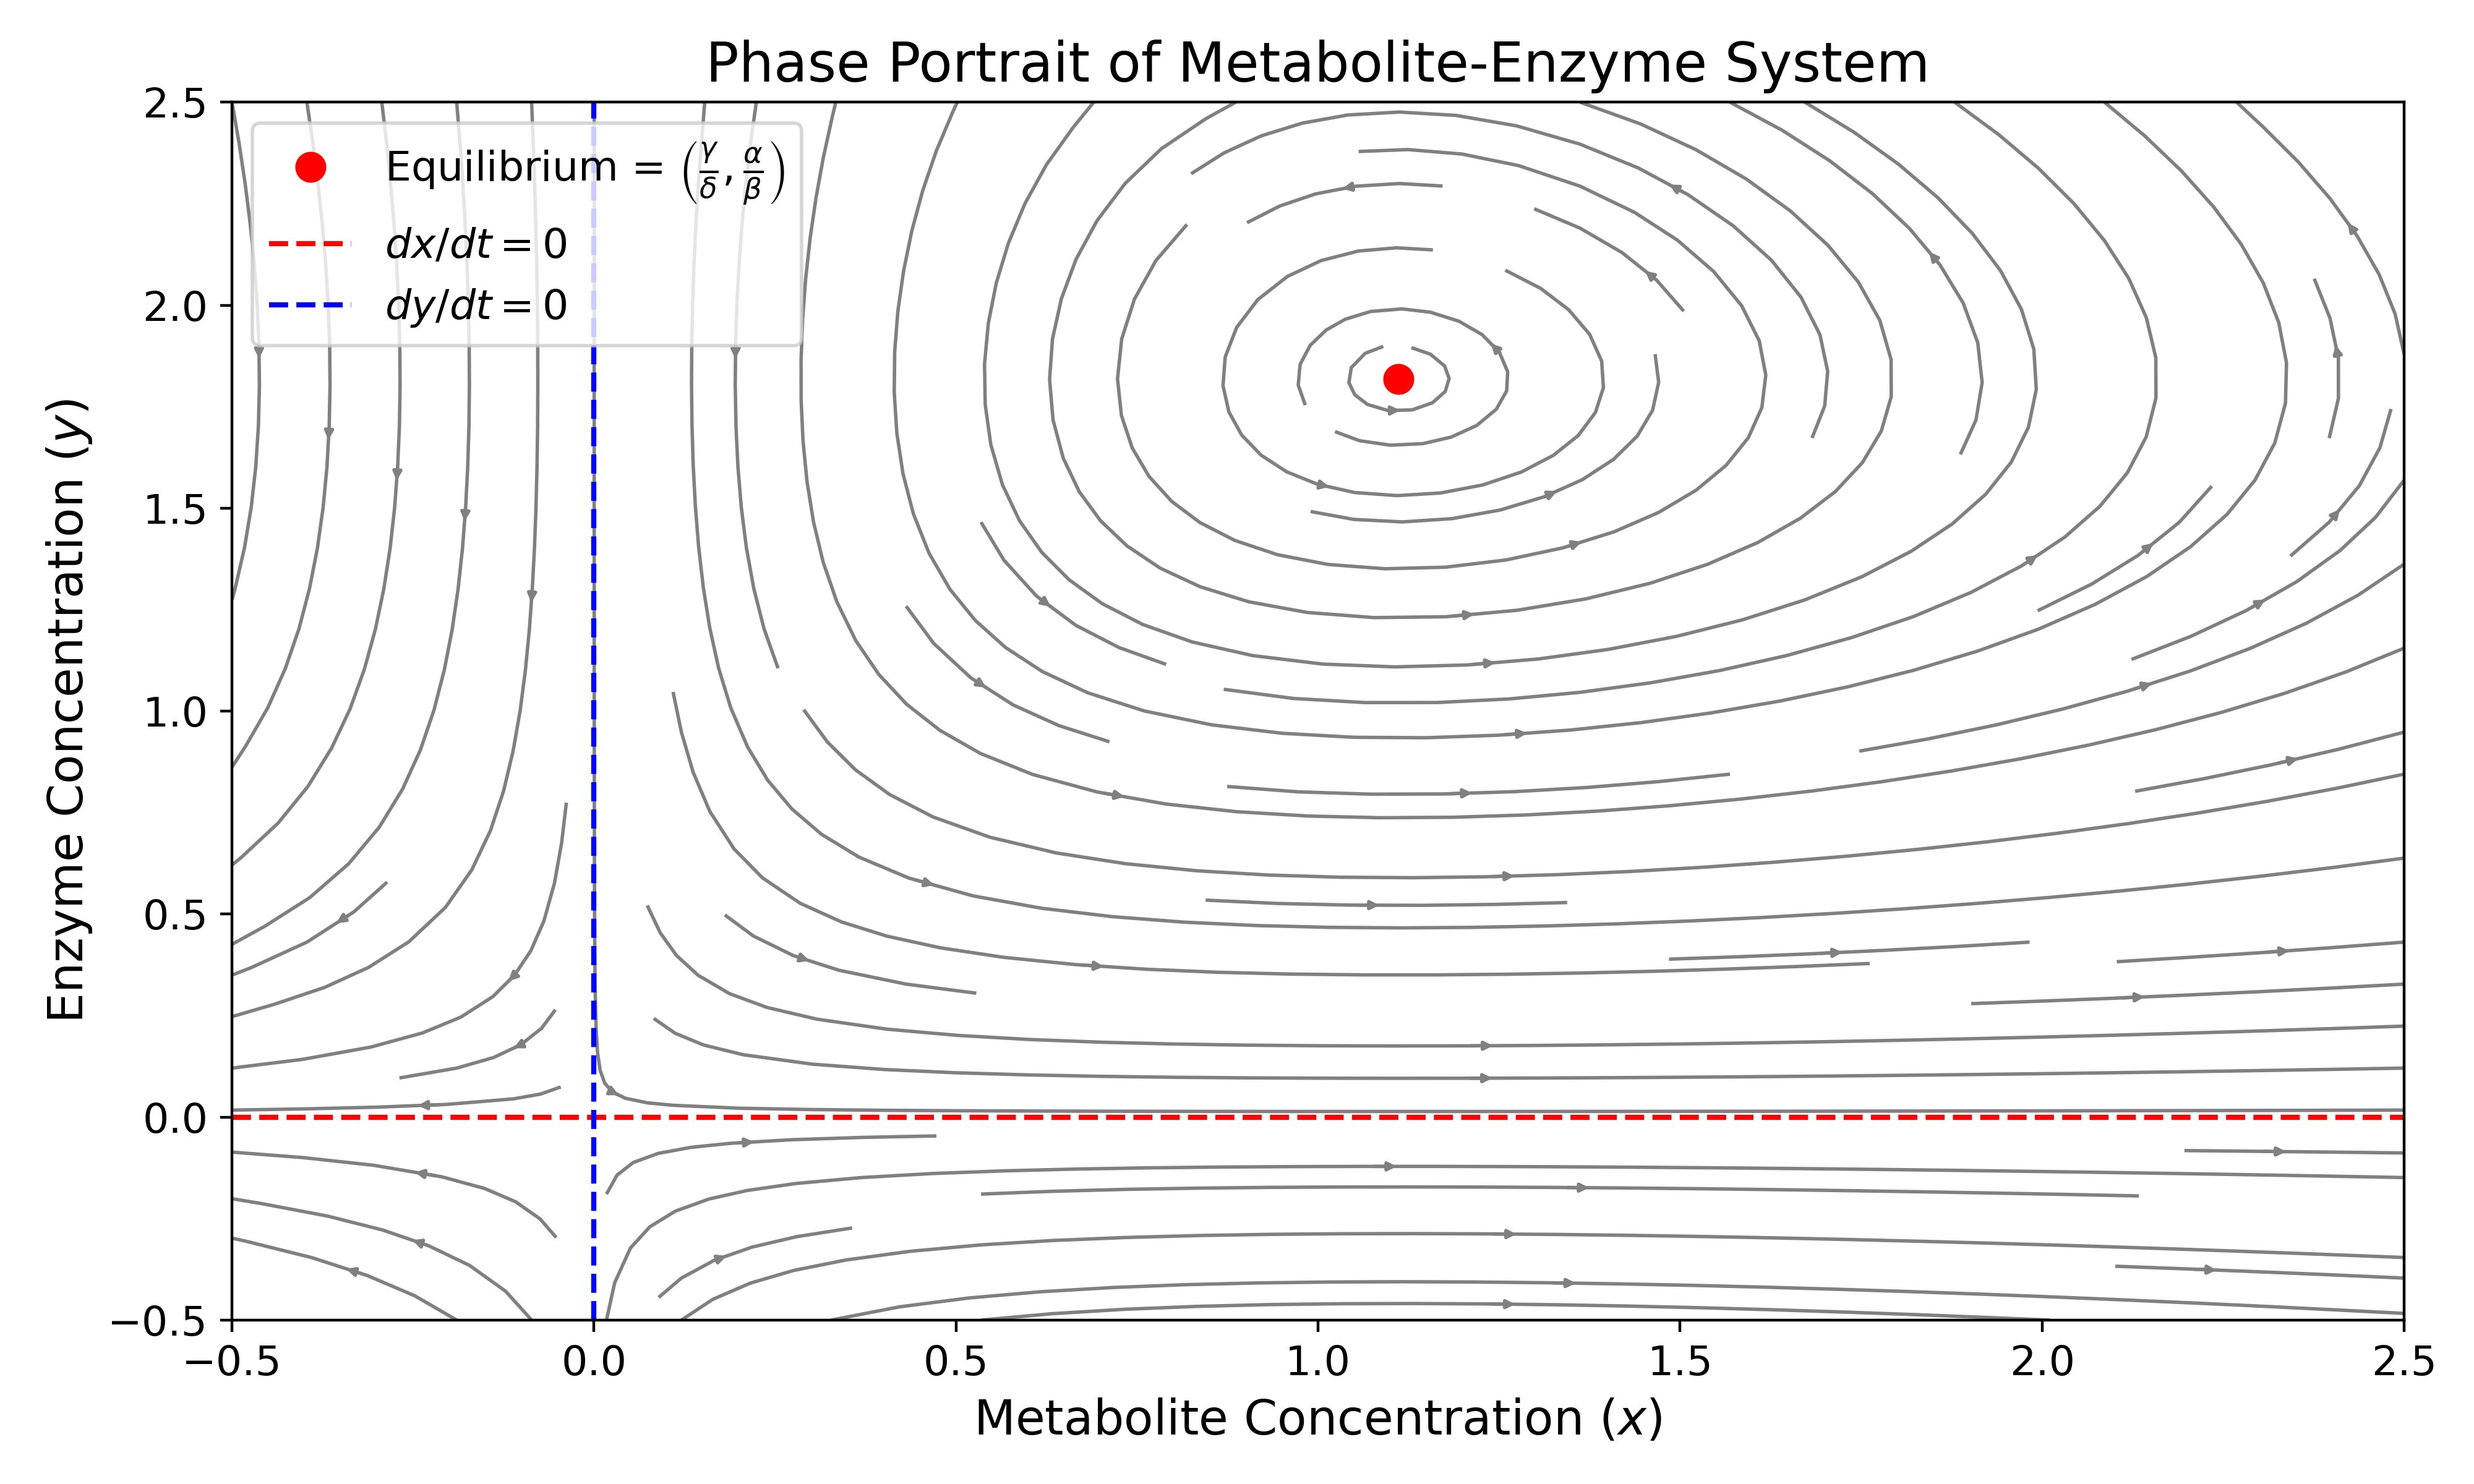 Phase Portrait of Metabolite-Enzyme System
Equilibrium = (γ/δ, α/β)
dx/dt = 0
dy/dt = 0
2.5
2.0
1.5
1.0
0.5
0.0
−0.5
Enzyme Concentration (y)
−0.5 0.0 0.5 1.0 1.5 2.0 2.5
Metabolite Concentration (x)